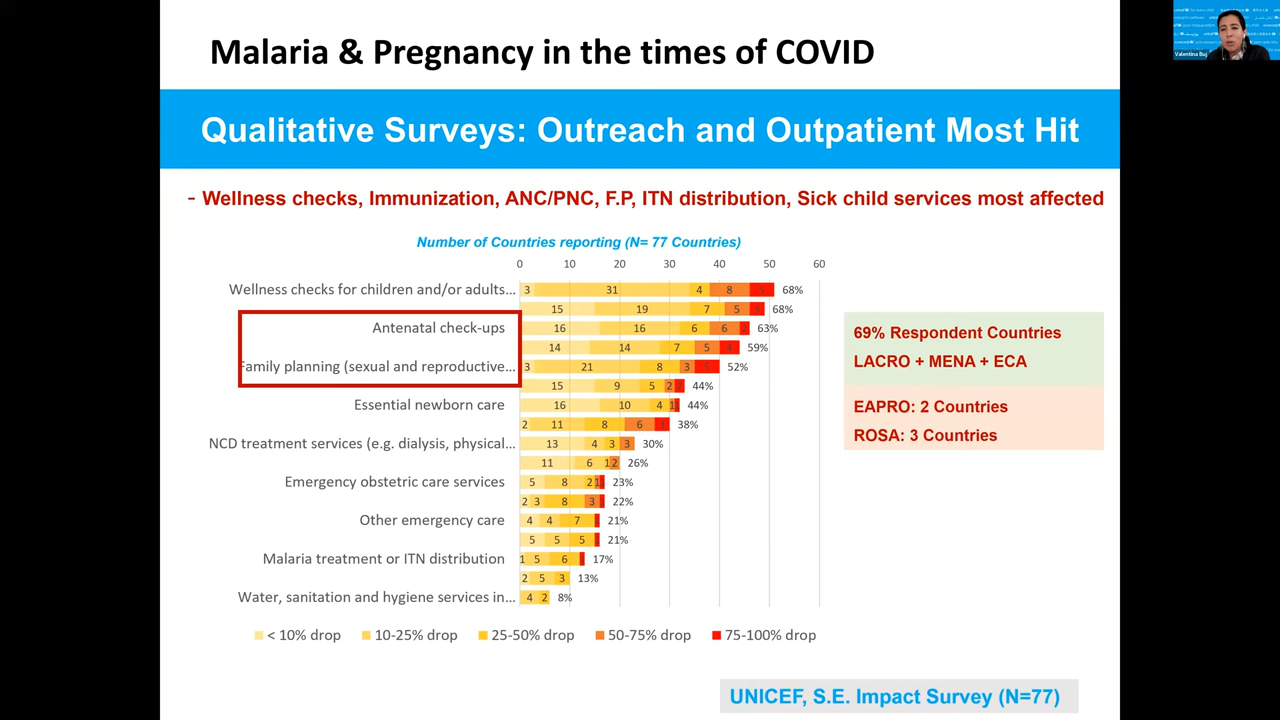 Malaria & Pregnancy in the times of COVID
Valentina Buj
Qualitative Surveys: Outreach and Outpatient Most Hit
- Wellness checks, Immunization, ANC/PNC, F.P, ITN distribution, Sick child services most affected
Number of Countries reporting (N= 77 Countries)
0 10 20 30 40 50 60
Wellness checks for children and/or adults... 3 31 4 8 68%
15 19 7 5 68%
Antenatal check-ups 16 16 6 6 63%
14 14 7 5 59%
Family planning (sexual and reproductive... 3 21 8 3 52%
15 9 5 2 44%
Essential newborn care 16 10 4 1 44%
2 11 8 6 38%
NCD treatment services (e.g. dialysis, physical... 13 4 3 3 30%
11 6 1 2 26%
Emergency obstetric care services 5 8 2 1 23%
2 3 8 3 22%
Other emergency care 4 4 7 21%
5 5 5 21%
Malaria treatment or ITN distribution 1 5 6 17%
2 5 3 13%
Water, sanitation and hygiene services in... 4 2 8%
< 10% drop 10-25% drop 25-50% drop 50-75% drop 75-100% drop
69% Respondent Countries
LACRO + MENA + ECA
EAPRO: 2 Countries
ROSA: 3 Countries
UNICEF, S.E. Impact Survey (N=77)